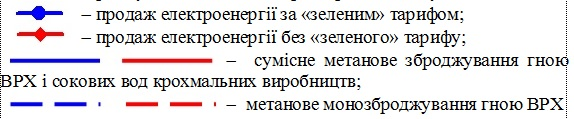 – продаж електроенергії за «зеленим» тарифом;
– продаж електроенергії без «зеленого» тарифу;
– сумісне метанове зброджування гною
ВРХ і сокових вод крохмальних виробництв;
– метанове монозброджування гною ВРХ